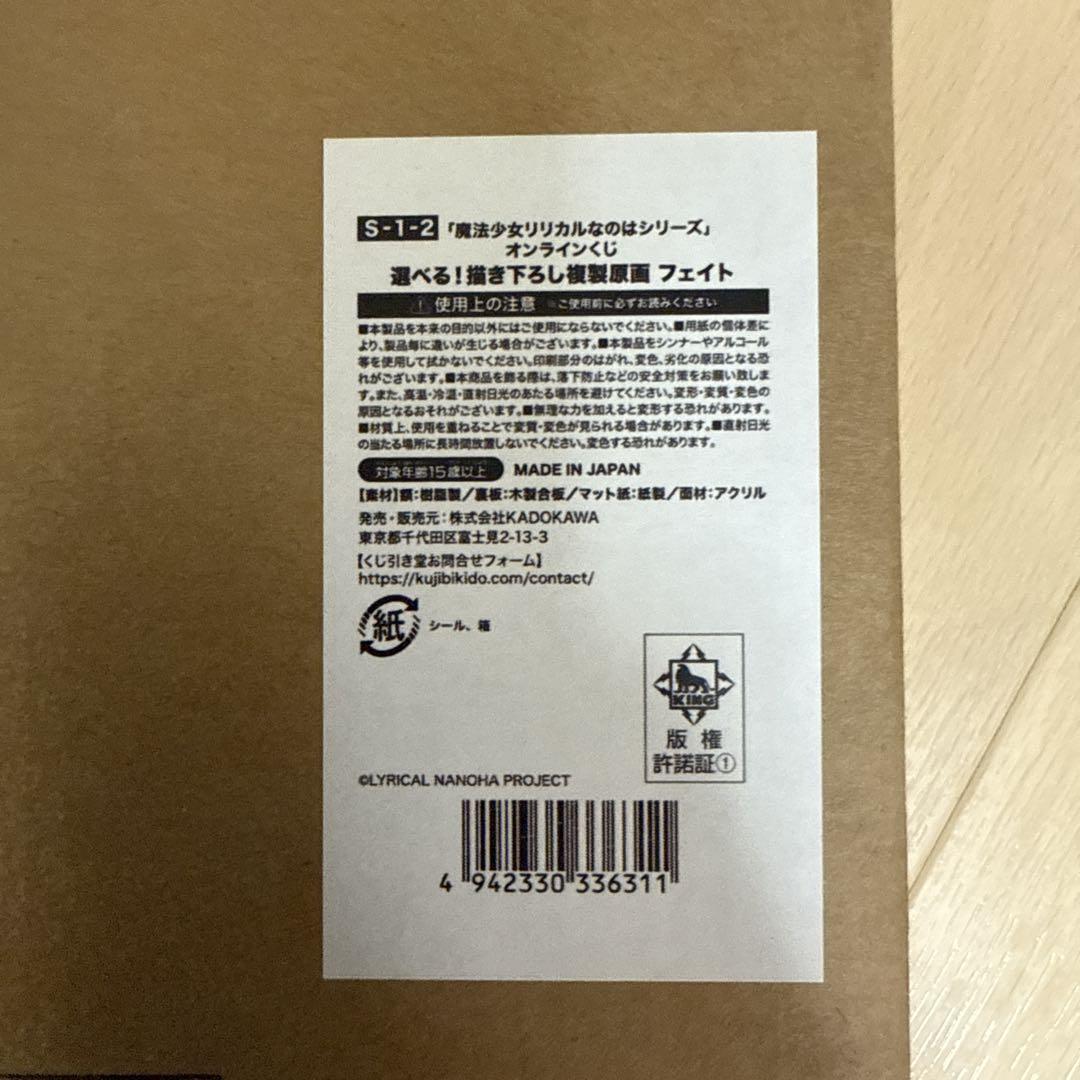 S-1-2 「魔法少女リリカルなのはシリーズ」
オンラインくじ
選べる!描き下ろし複製原画 フェイト
! 使用上の注意 ※ご使用前に必ずお読みください
■本製品を本来の目的以外にはご使用にならないでください。■用紙の個体差に
より、製品毎に違いが生じる場合がございます。■本製品をシンナーやアルコール
等を使用して拭かないでください。印刷部分のはがれ、変色、劣化の原因となる恐
れがございます。■本商品を飾る際は、落下防止などの安全対策をお願い致しま
す。また、高温・冷温・直射日光のあたる場所を避けてください。変形・変質・変色の
原因となるおそれがございます。■無理な力を加えると変形する恐れがあります。
■材質上、使用を重ねることで変質・変色が見られる場合があります。■直射日光
の当たる場所に長時間放置しないでください。変色する恐れがあります。
対象年齢15歳以上 MADE IN JAPAN
【素材】額:樹脂製/裏板:木製合板/マット紙:紙製/面材:アクリル
発売・販売元:株式会社KADOKAWA
東京都千代田区富士見2-13-3
【くじ引き堂お問合せフォーム】
https://kujibikido.com/contact/
紙 シール、箱
KING
版権
許諾証①
©LYRICAL NANOHA PROJECT
4 942330 336311